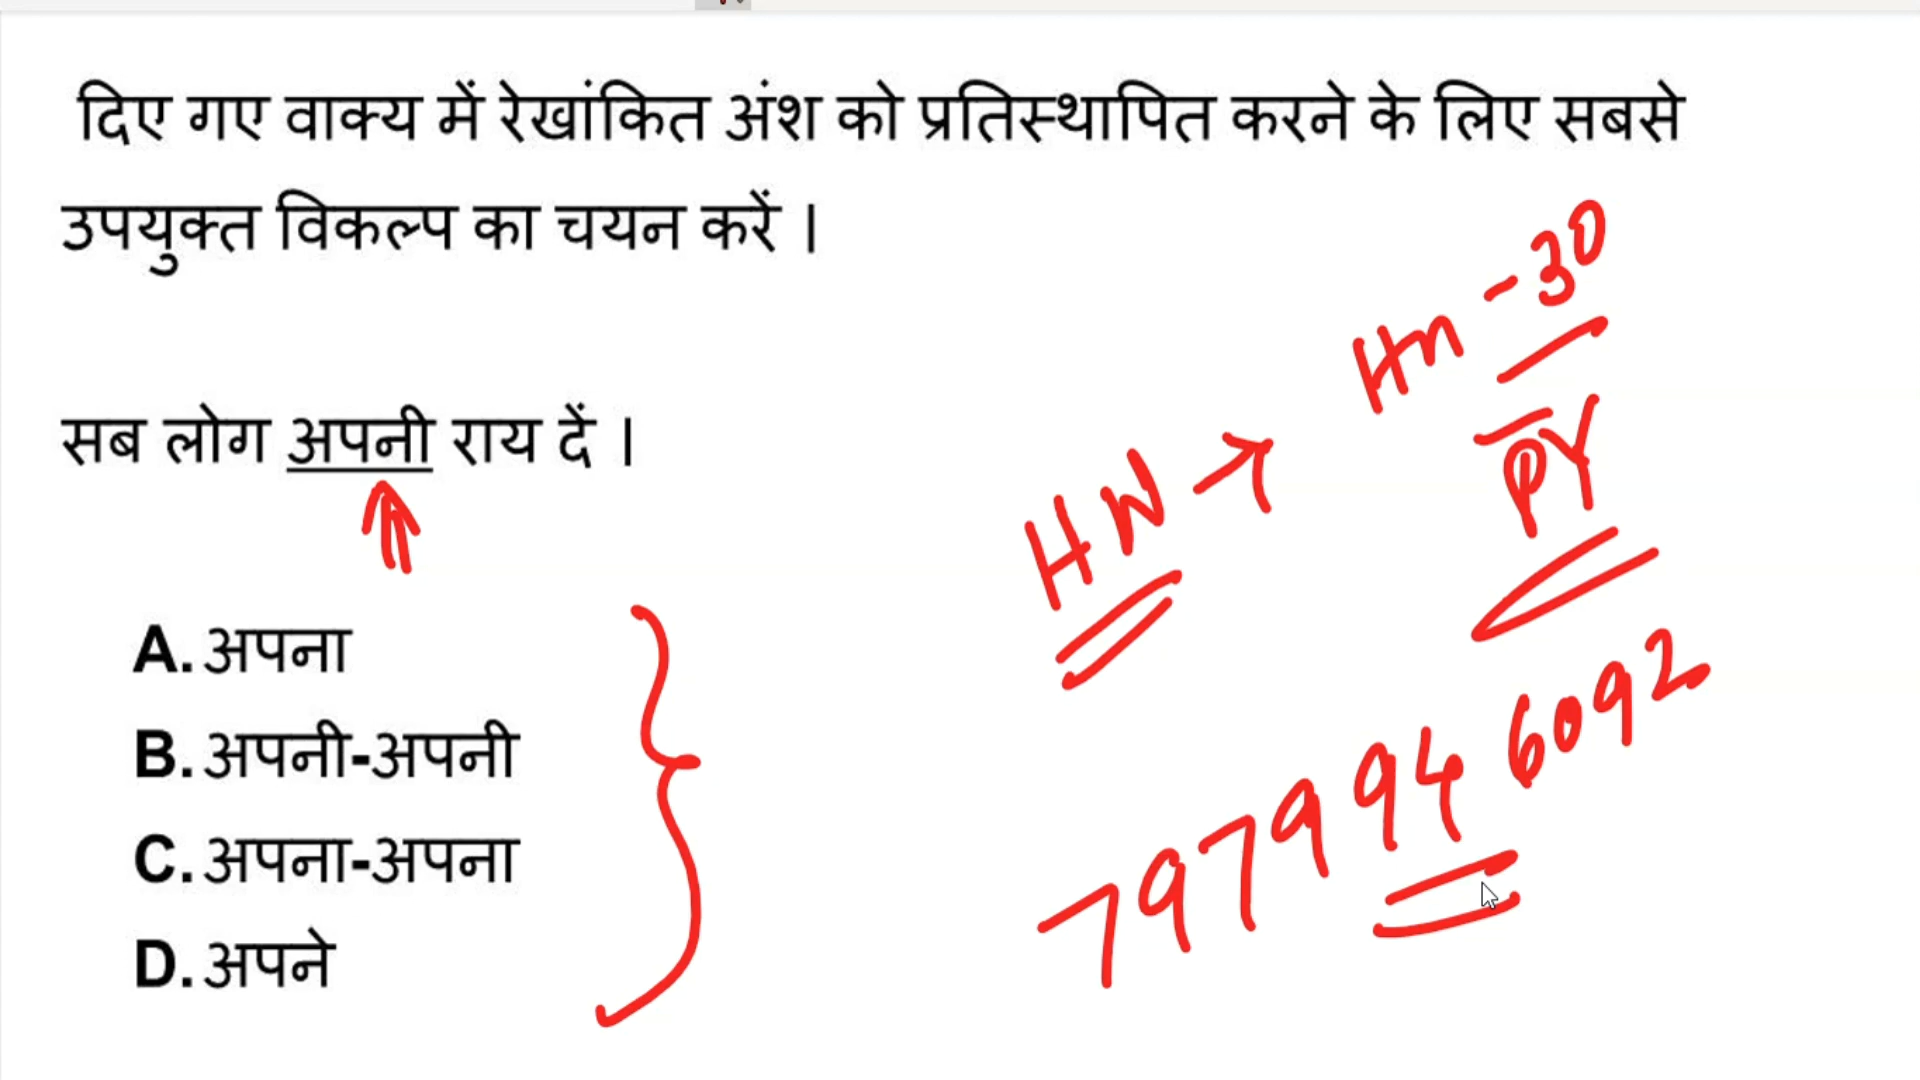 दिए गए वाक्य में रेखांकित अंश को प्रतिस्थापित करने के लिए सबसे
उपयुक्त विकल्प का चयन करें ।
सब लोग अपनी राय दें ।
A. अपना
B. अपनी-अपनी
C. अपना-अपना
D. अपने
HW → Hn - 30
PY
7979946092